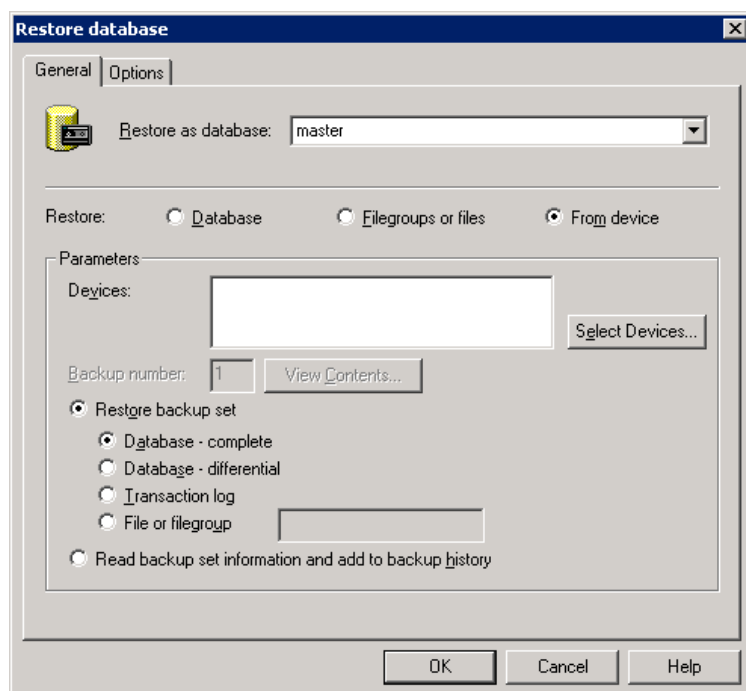 Restore database
General Options
Restore as database: master
Restore: Database Filegroups or files From device
Parameters
Devices:
Select Devices...
Backup number: 1 View Contents...
Restore backup set
Database - complete
Database - differential
Transaction log
File or filegroup
Read backup set information and add to backup history
OK Cancel Help